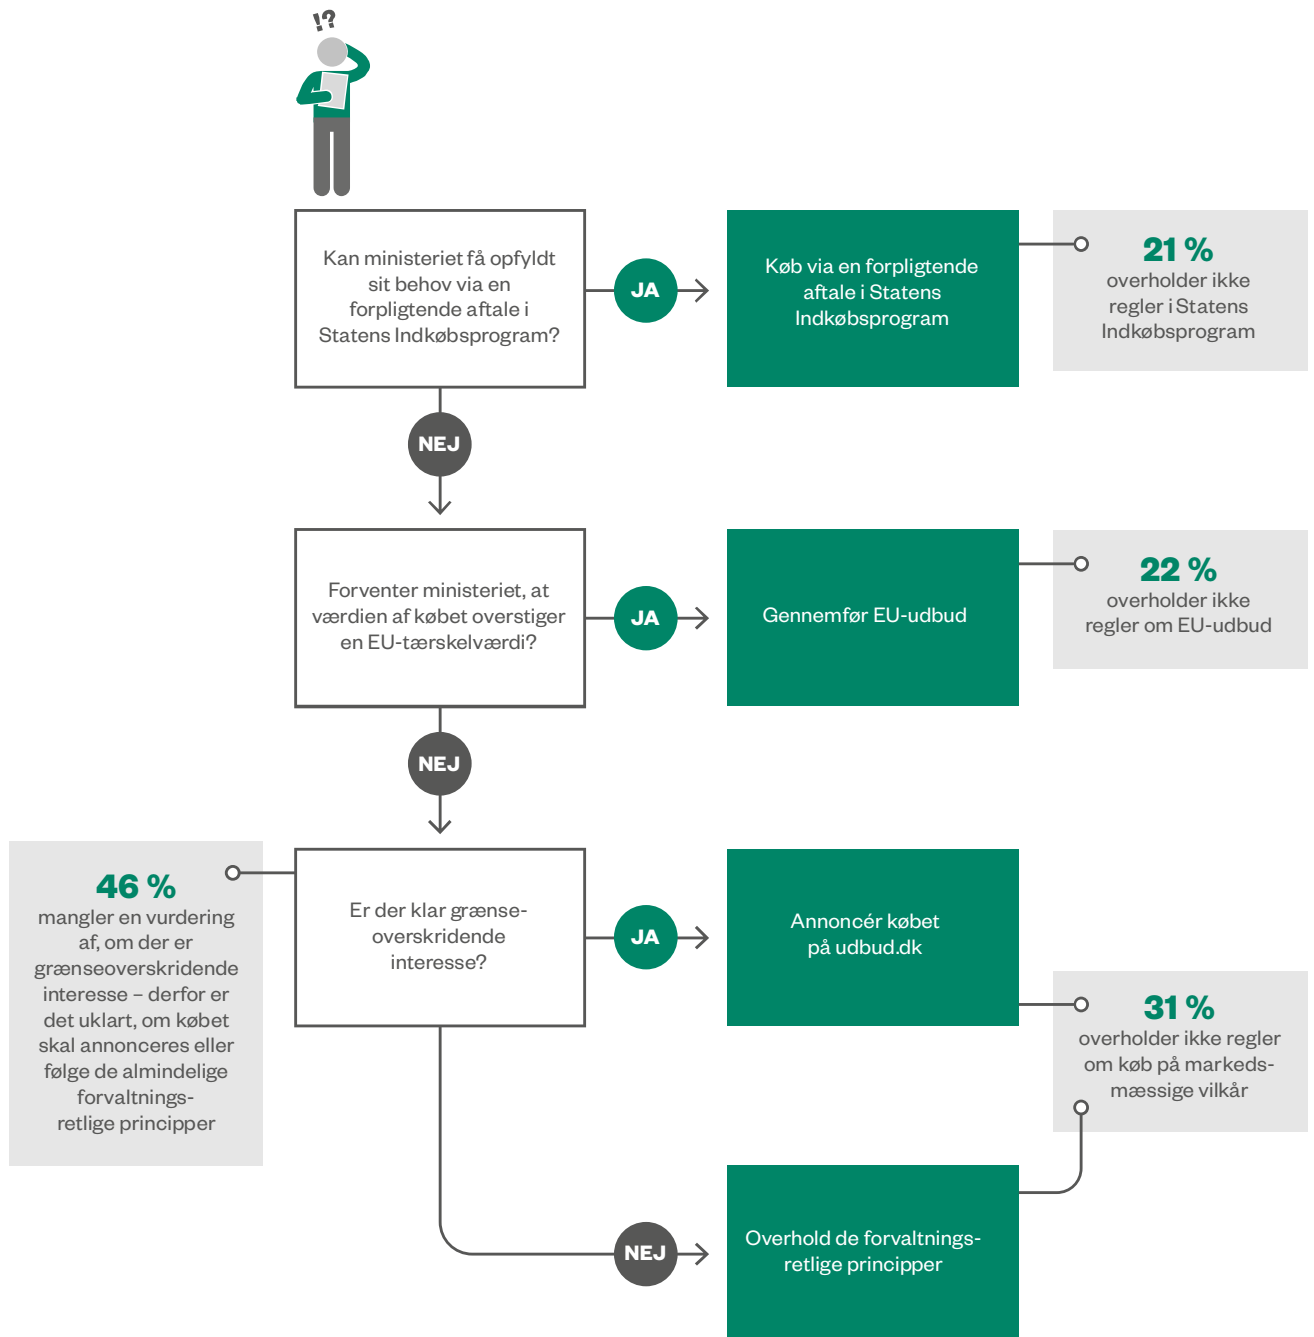 !?
Kan ministeriet få opfyldt
sit behov via en
forpligtende aftale i
Statens Indkøbsprogram?
JA
Køb via en forpligtende
aftale i Statens
Indkøbsprogram
21 %
overholder ikke
regler i Statens
Indkøbsprogram
NEJ
Forventer ministeriet, at
værdien af købet overstiger
en EU-tærskelværdi?
JA
Gennemfør EU-udbud
22 %
overholder ikke
regler om EU-udbud
NEJ
46 %
mangler en vurdering
af, om der er
grænseoverskridende
interesse – derfor er
det uklart, om købet
skal annonceres eller
følge de almindelige
forvaltnings-
retlige principper
Er der klar grænse-
overskridende
interesse?
JA
Annoncér købet
på udbud.dk
31 %
overholder ikke regler
om køb på markeds-
mæssige vilkår
NEJ
Overhold de forvaltnings-
retlige principper